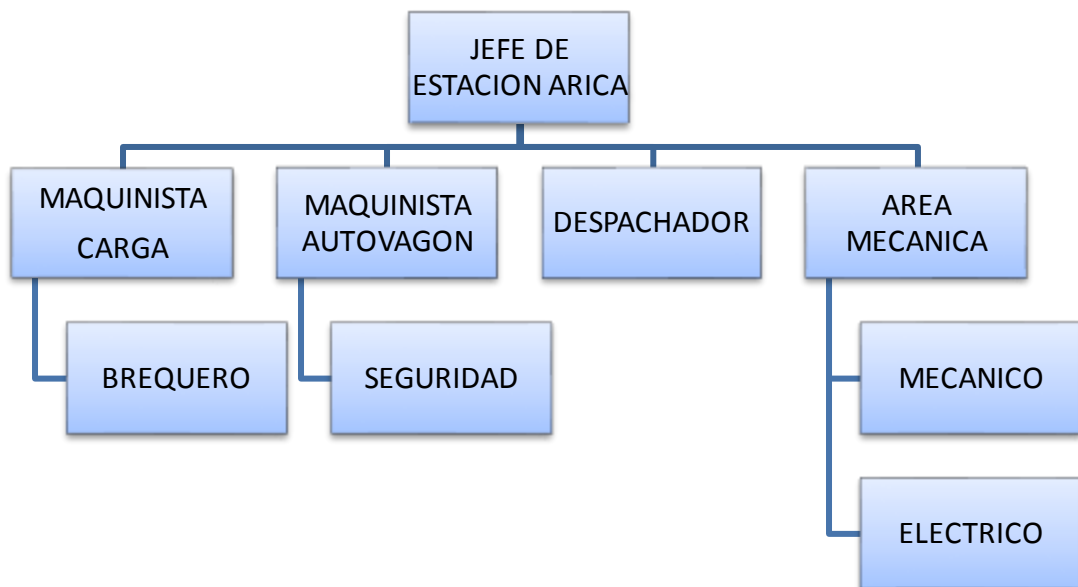 JEFE DE
ESTACION ARICA
MAQUINISTA
CARGA
MAQUINISTA
AUTOVAGON
DESPACHADOR
AREA
MECANICA
BREQUERO
SEGURIDAD
MECANICO
ELECTRICO